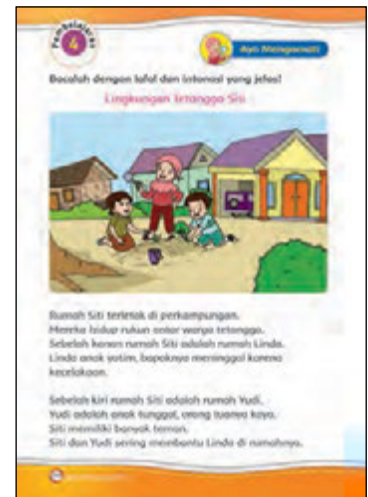 Pembelajaran
4
Ayo Mengamati
Bacalah dengan lafal dan intonasi yang jelas!
Lingkungan Tetangga Siti
Rumah Siti terletak di perkampungan.
Mereka hidup rukun antar warga tetangga.
Sebelah kanan rumah Siti adalah rumah Linda.
Linda anak yatim, bapaknya meninggal karena
kecelakaan.
Sebelah kiri rumah Siti adalah rumah Yudi.
Yudi adalah anak tunggal, orang tuanya kaya.
Siti memiliki banyak teman.
Siti dan Yudi sering membantu Linda di rumahnya.